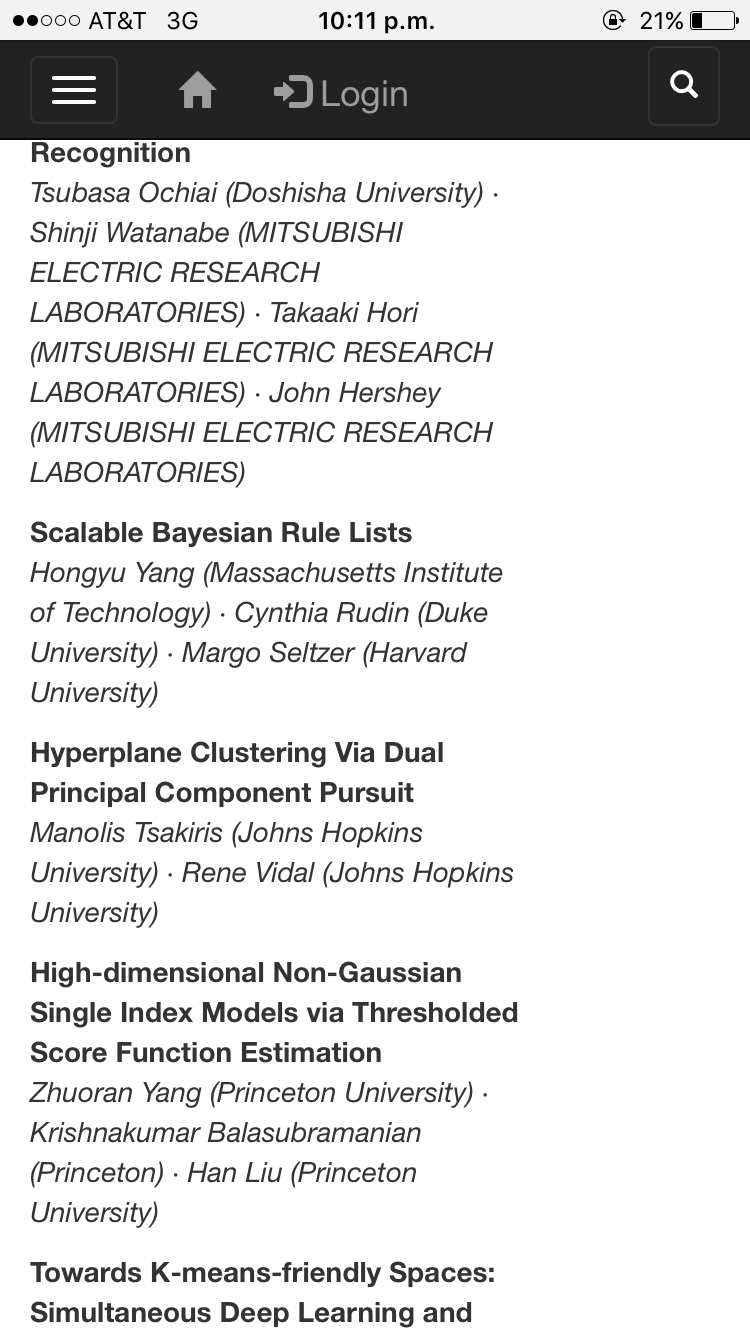 AT&T 3G 10:11 p.m. 21%
Login
Recognition
Tsubasa Ochiai (Doshisha University) ·
Shinji Watanabe (MITSUBISHI
ELECTRIC RESEARCH
LABORATORIES) · Takaaki Hori
(MITSUBISHI ELECTRIC RESEARCH
LABORATORIES) · John Hershey
(MITSUBISHI ELECTRIC RESEARCH
LABORATORIES)
Scalable Bayesian Rule Lists
Hongyu Yang (Massachusetts Institute
of Technology) · Cynthia Rudin (Duke
University) · Margo Seltzer (Harvard
University)
Hyperplane Clustering Via Dual
Principal Component Pursuit
Manolis Tsakiris (Johns Hopkins
University) · Rene Vidal (Johns Hopkins
University)
High-dimensional Non-Gaussian
Single Index Models via Thresholded
Score Function Estimation
Zhuoran Yang (Princeton University) ·
Krishnakumar Balasubramanian
(Princeton) · Han Liu (Princeton
University)
Towards K-means-friendly Spaces:
Simultaneous Deep Learning and